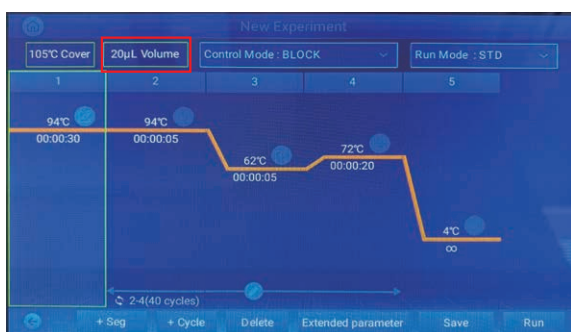 New Experiment
105℃ Cover
20μL Volume
Control Mode : BLOCK
Run Mode : STD
1
2
3
4
5
94℃
00:00:30
94℃
00:00:05
62℃
00:00:05
72℃
00:00:20
4℃
∞
2-4(40 cycles)
+ Seg
+ Cycle
Delete
Extended parameter
Save
Run